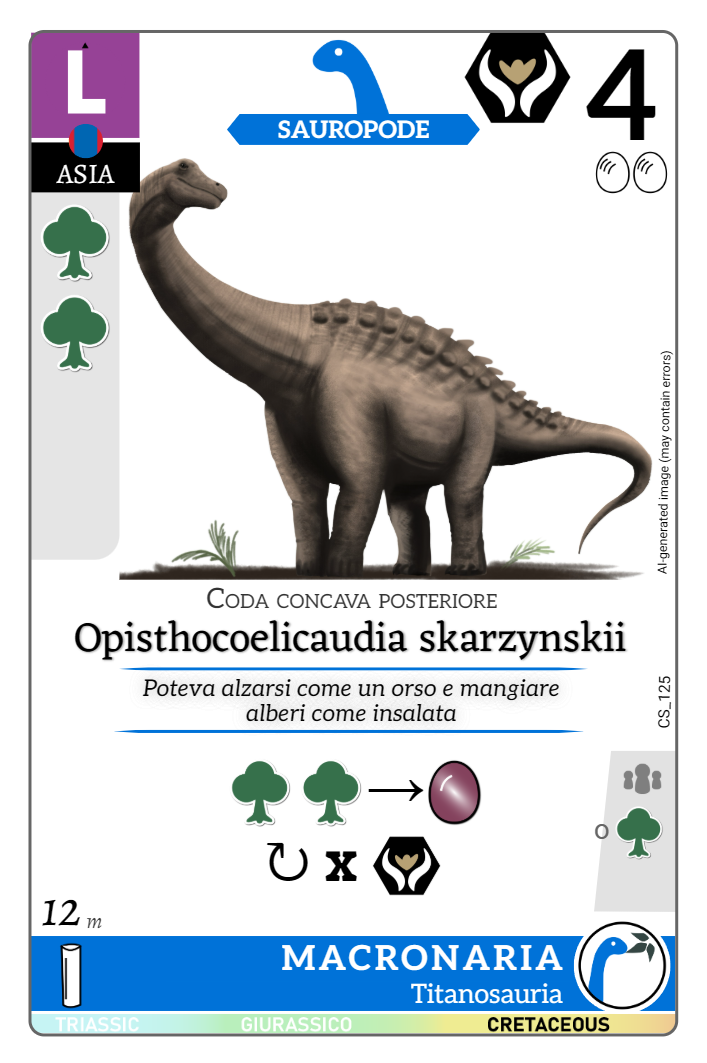 L
SAUROPODE
4
ASIA
AI-generated image (may contain errors)
CODA CONCAVA POSTERIORE
Opisthocoelicaudia skarzynskii
Poteva alzarsi come un orso e mangiare
alberi come insalata
CS_125
o
x
12 m
MACRONARIA
Titanosauria
TRIASSIC
GIURASSICO
CRETACEOUS